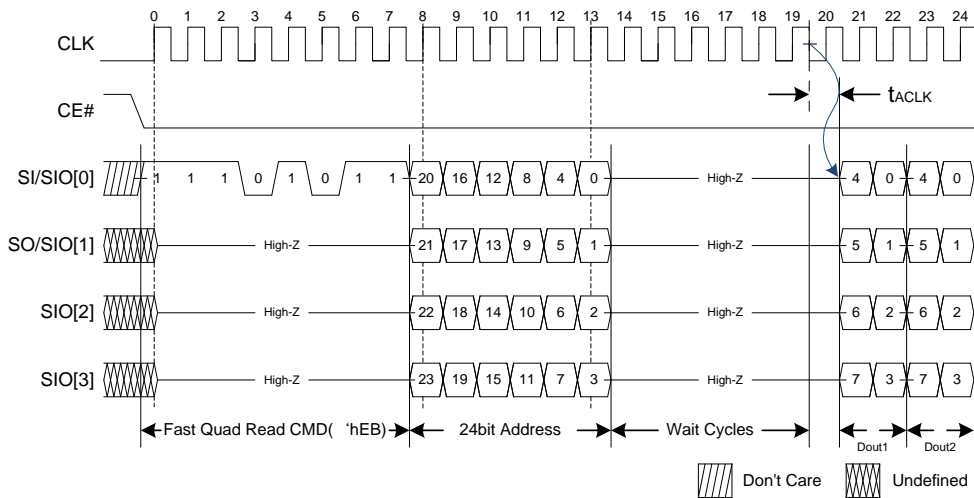 0 1 2 3 4 5 6 7 8 9 10 11 12 13 14 15 16 17 18 19 20 21 22 23 24
CLK
CE#
tACLK
SI/SIO[0] 1 1 1 0 1 0 1 1 20 16 12 8 4 0 High-Z 4 0 4 0
SO/SIO[1] High-Z 21 17 13 9 5 1 High-Z 5 1 5 1
SIO[2] High-Z 22 18 14 10 6 2 High-Z 6 2 6 2
SIO[3] High-Z 23 19 15 11 7 3 High-Z 7 3 7 3
Fast Quad Read CMD( ‘hEB) 24bit Address Wait Cycles Dout1 Dout2
Don't Care Undefined